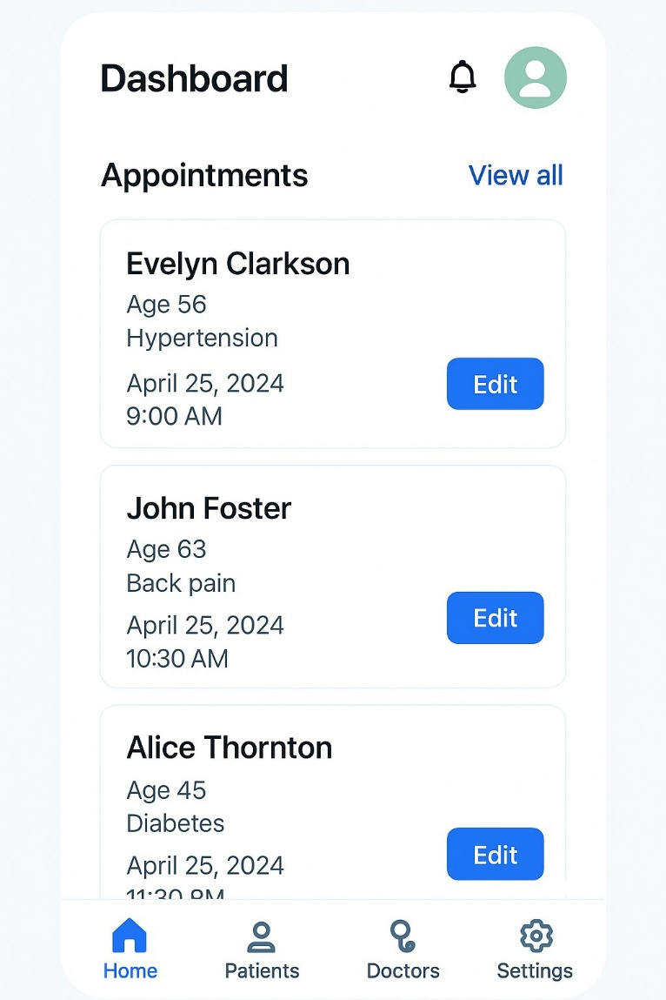 Dashboard
Appointments
View all
Evelyn Clarkson
Age 56
Hypertension
April 25, 2024
9:00 AM
Edit
John Foster
Age 63
Back pain
April 25, 2024
10:30 AM
Edit
Alice Thornton
Age 45
Diabetes
April 25, 2024
11:30
Edit
Home
Patients
Doctors
Settings